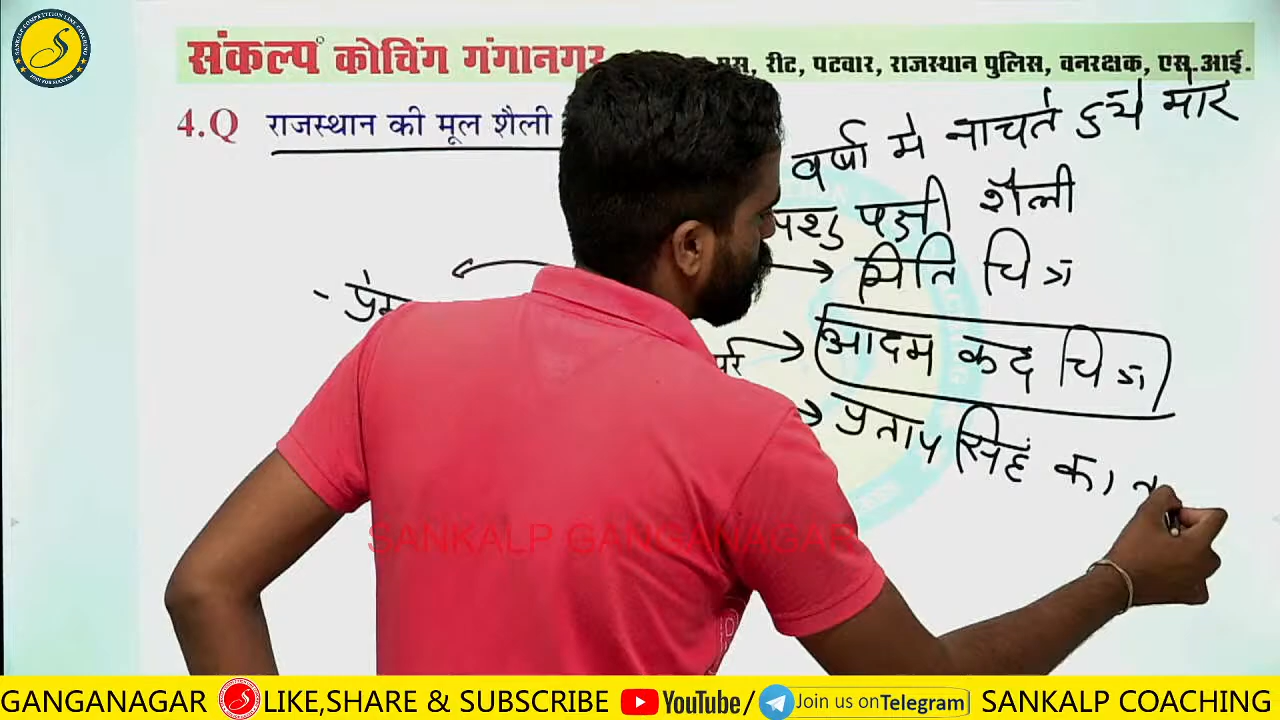 संकल्प कोचिंग गंगानगर रीट, पटवार, राजस्थान पुलिस, वनरक्षक, एस.आई.
4.Q राजस्थान की मूल शैली
वर्षा मे नाचते हुये मोर
पशु पक्षी शैली
भिति चित्र
आदम कद चित्र
प्रताप सिंह का
SANKALP GANGANAGAR
GANGANAGAR LIKE,SHARE & SUBSCRIBE YouTube / Join us on Telegram SANKALP COACHING